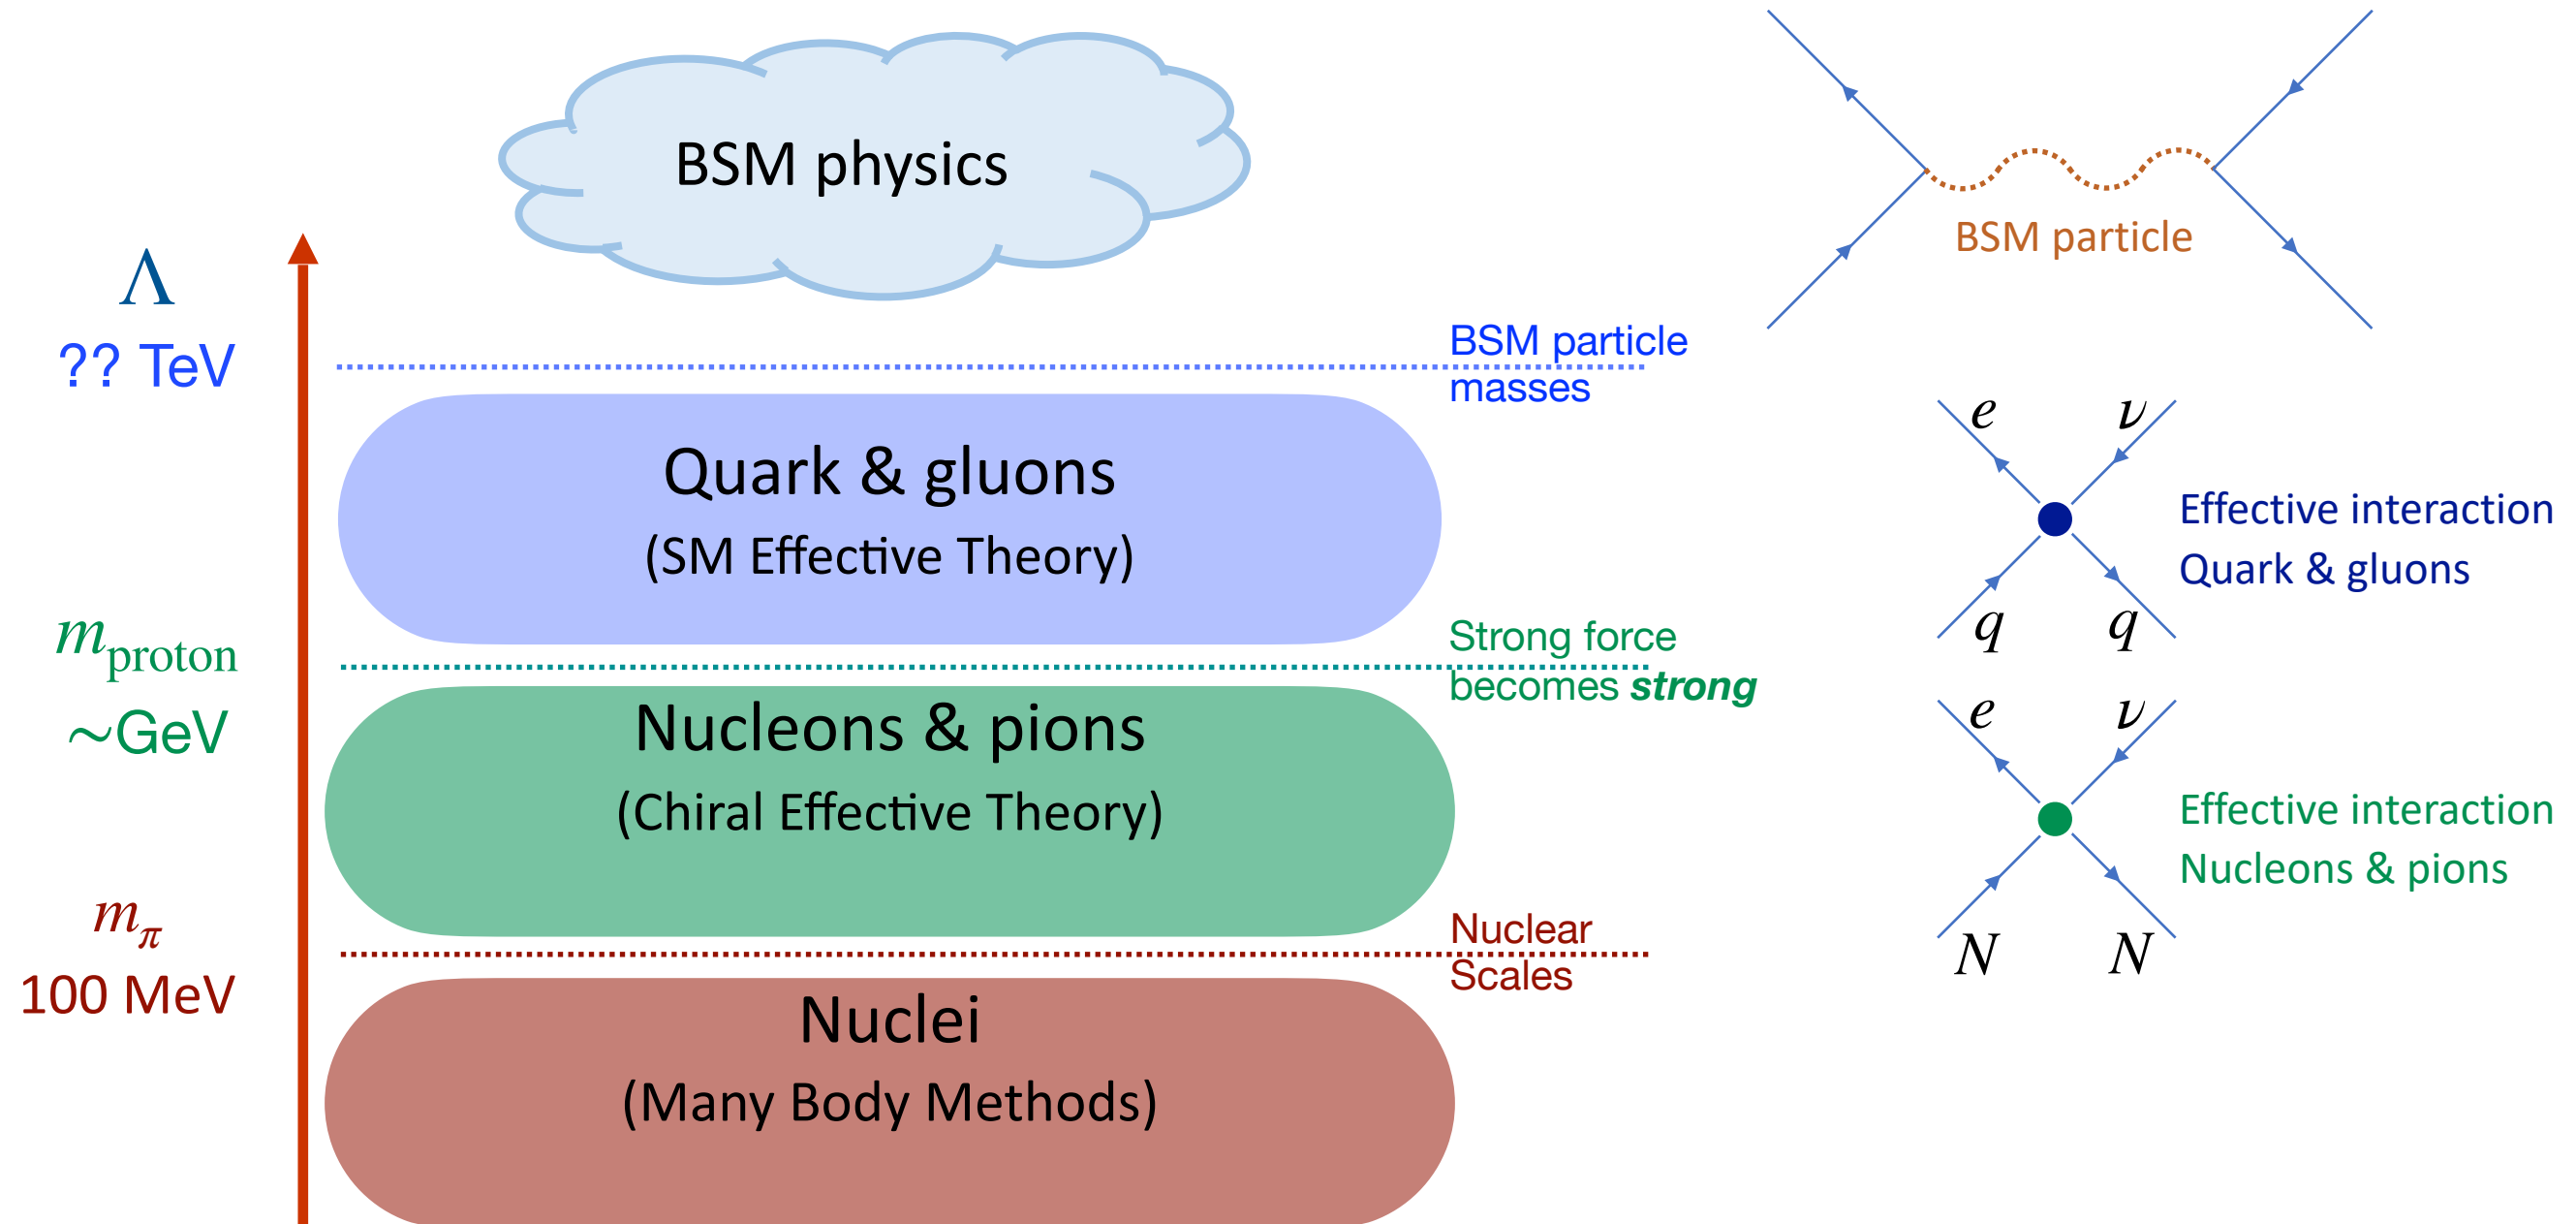 BSM physics
BSM particle
Λ
?? TeV
BSM particle
masses
Quark & gluons
(SM Effective Theory)
e
ν
Effective interaction
Quark & gluons
q
q
m_proton
~GeV
Strong force
becomes strong
Nucleons & pions
(Chiral Effective Theory)
e
ν
Effective interaction
Nucleons & pions
N
N
m_π
100 MeV
Nuclear
Scales
Nuclei
(Many Body Methods)